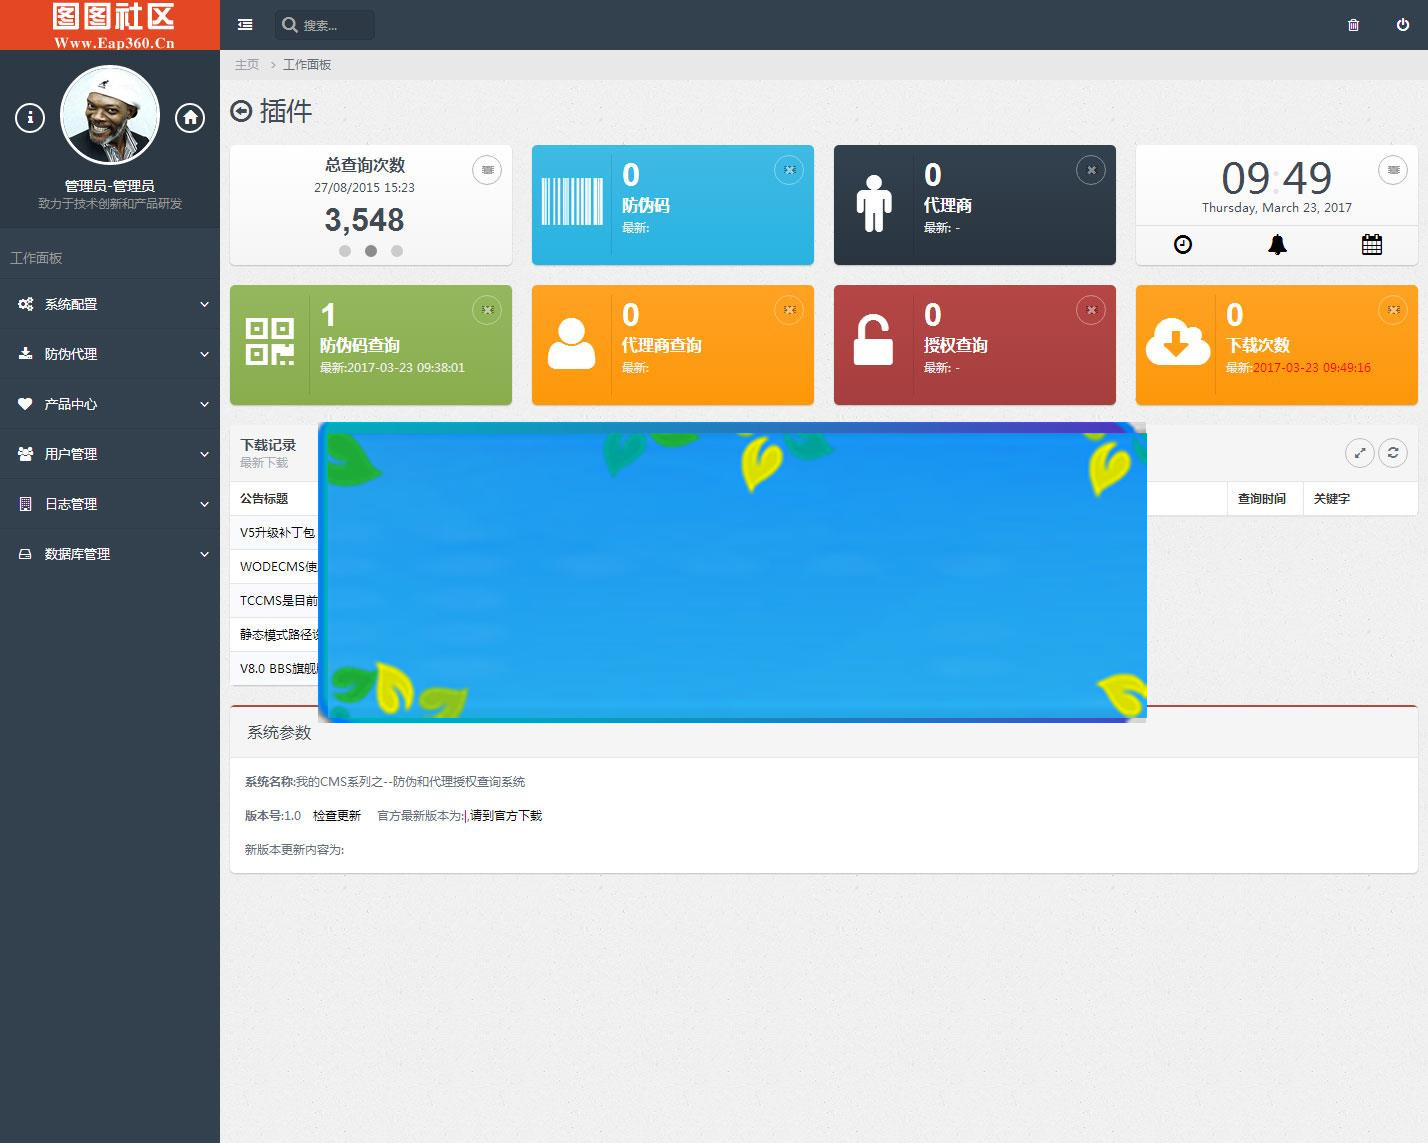 图图社区
Www.Eap360.Cn
搜索...
管理员-管理员
致力于技术创新和产品研发
工作面板
系统配置
防伪代理
产品中心
用户管理
日志管理
数据库管理
主页 > 工作面板
插件
总查询次数
27/08/2015 15:23
3,548
0
防伪码
最新:
0
代理商
最新: -
09:49
Thursday, March 23, 2017
1
防伪码查询
最新:2017-03-23 09:38:01
0
代理商查询
最新:
0
授权查询
最新: -
0
下载次数
最新:2017-03-23 09:49:16
下载记录
最新下载
公告标题 查询时间 关键字
V5升级补丁包
WODECMS使
TCCMS是目前
静态模式路径
V8.0 BBS旗舰
系统参数
系统名称:我的CMS系列之--防伪和代理授权查询系统
版本号:1.0 检查更新 官方最新版本为:|,请到官方下载
新版本更新内容为: